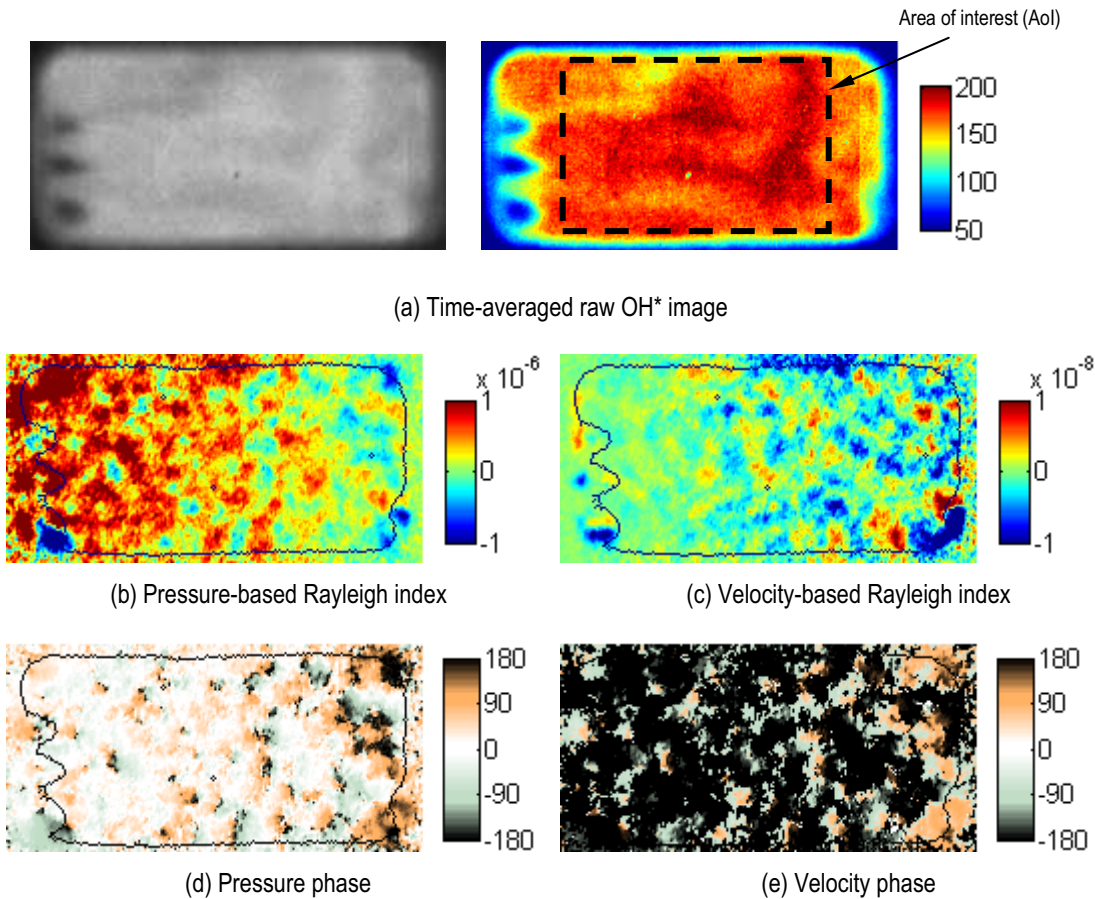 Area of interest (AoI)
200
150
100
50
(a) Time-averaged raw OH* image
x 10-6
1
0
-1
x 10-8
1
0
-1
(b) Pressure-based Rayleigh index
(c) Velocity-based Rayleigh index
180
90
0
-90
-180
180
90
0
-90
-180
(d) Pressure phase
(e) Velocity phase